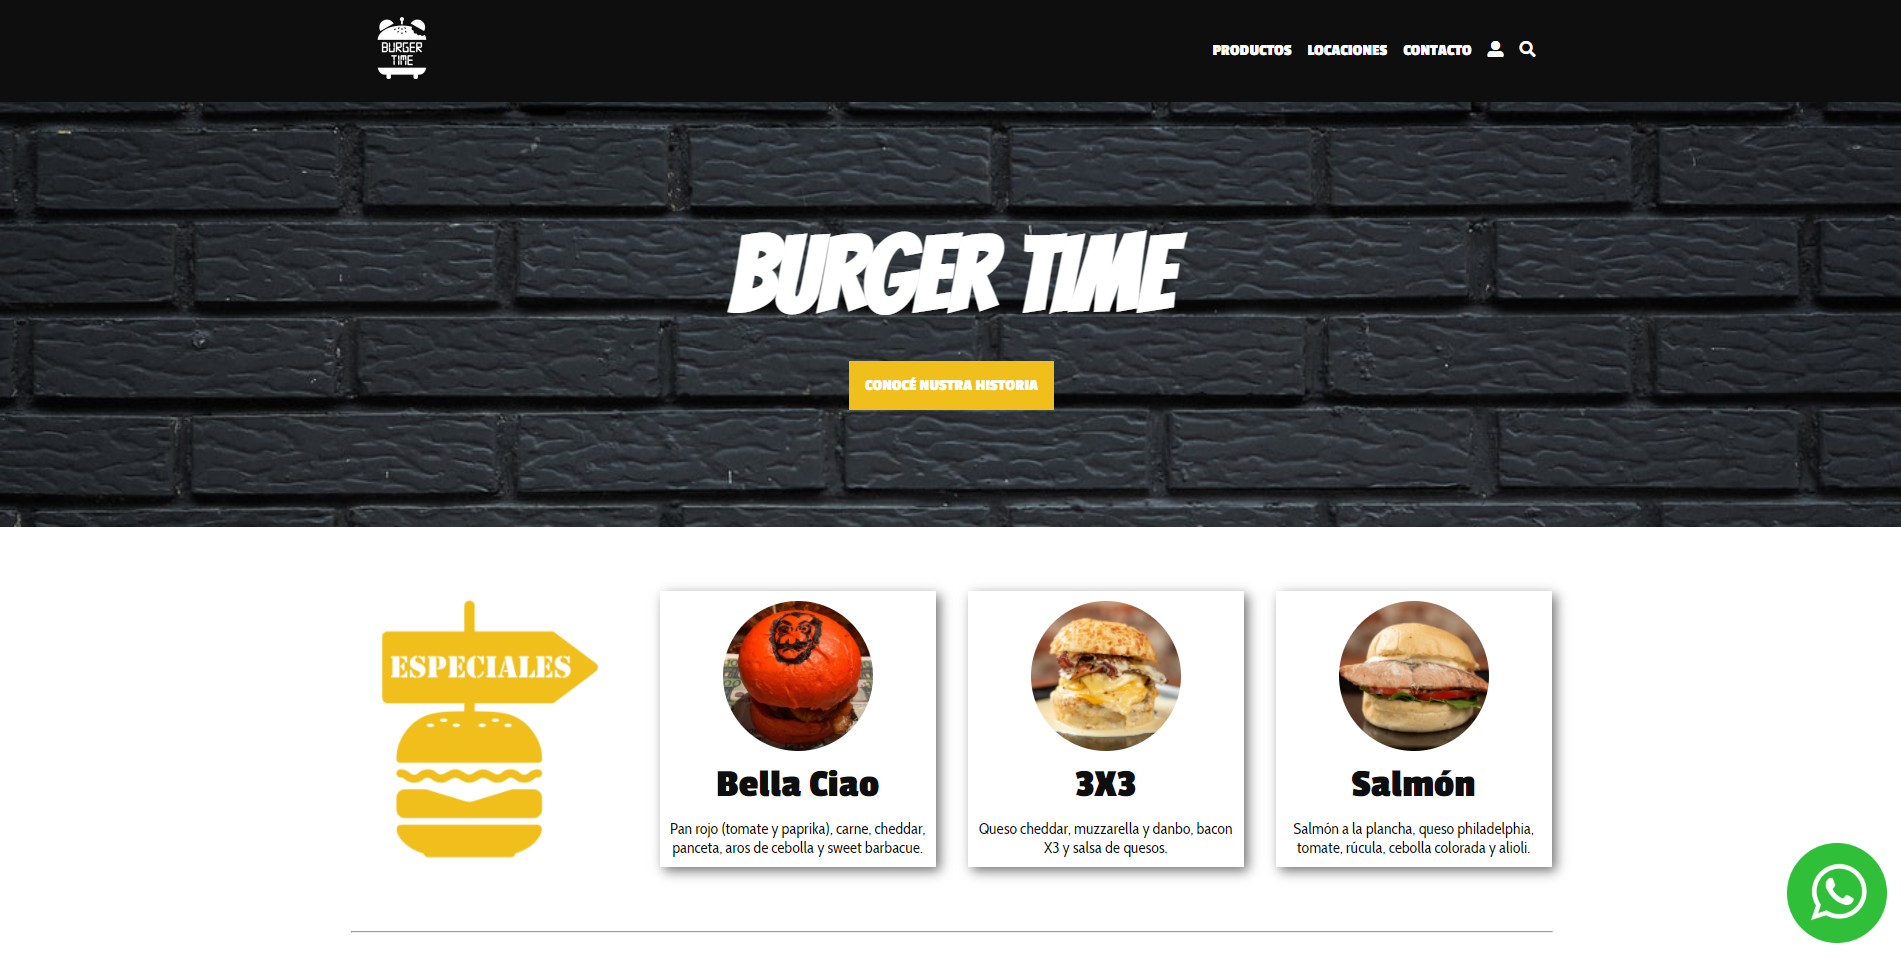 BURGER
TIME
PRODUCTOS LOCACIONES CONTACTO
BURGER TIME
CONOCÉ NUSTRA HISTORIA
ESPECIALES
Bella Ciao
Pan rojo (tomate y paprika), carne, cheddar,
panceta, aros de cebolla y sweet barbacue.
3X3
Queso cheddar, muzzarella y danbo, bacon
X3 y salsa de quesos.
Salmón
Salmón a la plancha, queso philadelphia,
tomate, rúcula, cebolla colorada y alioli.